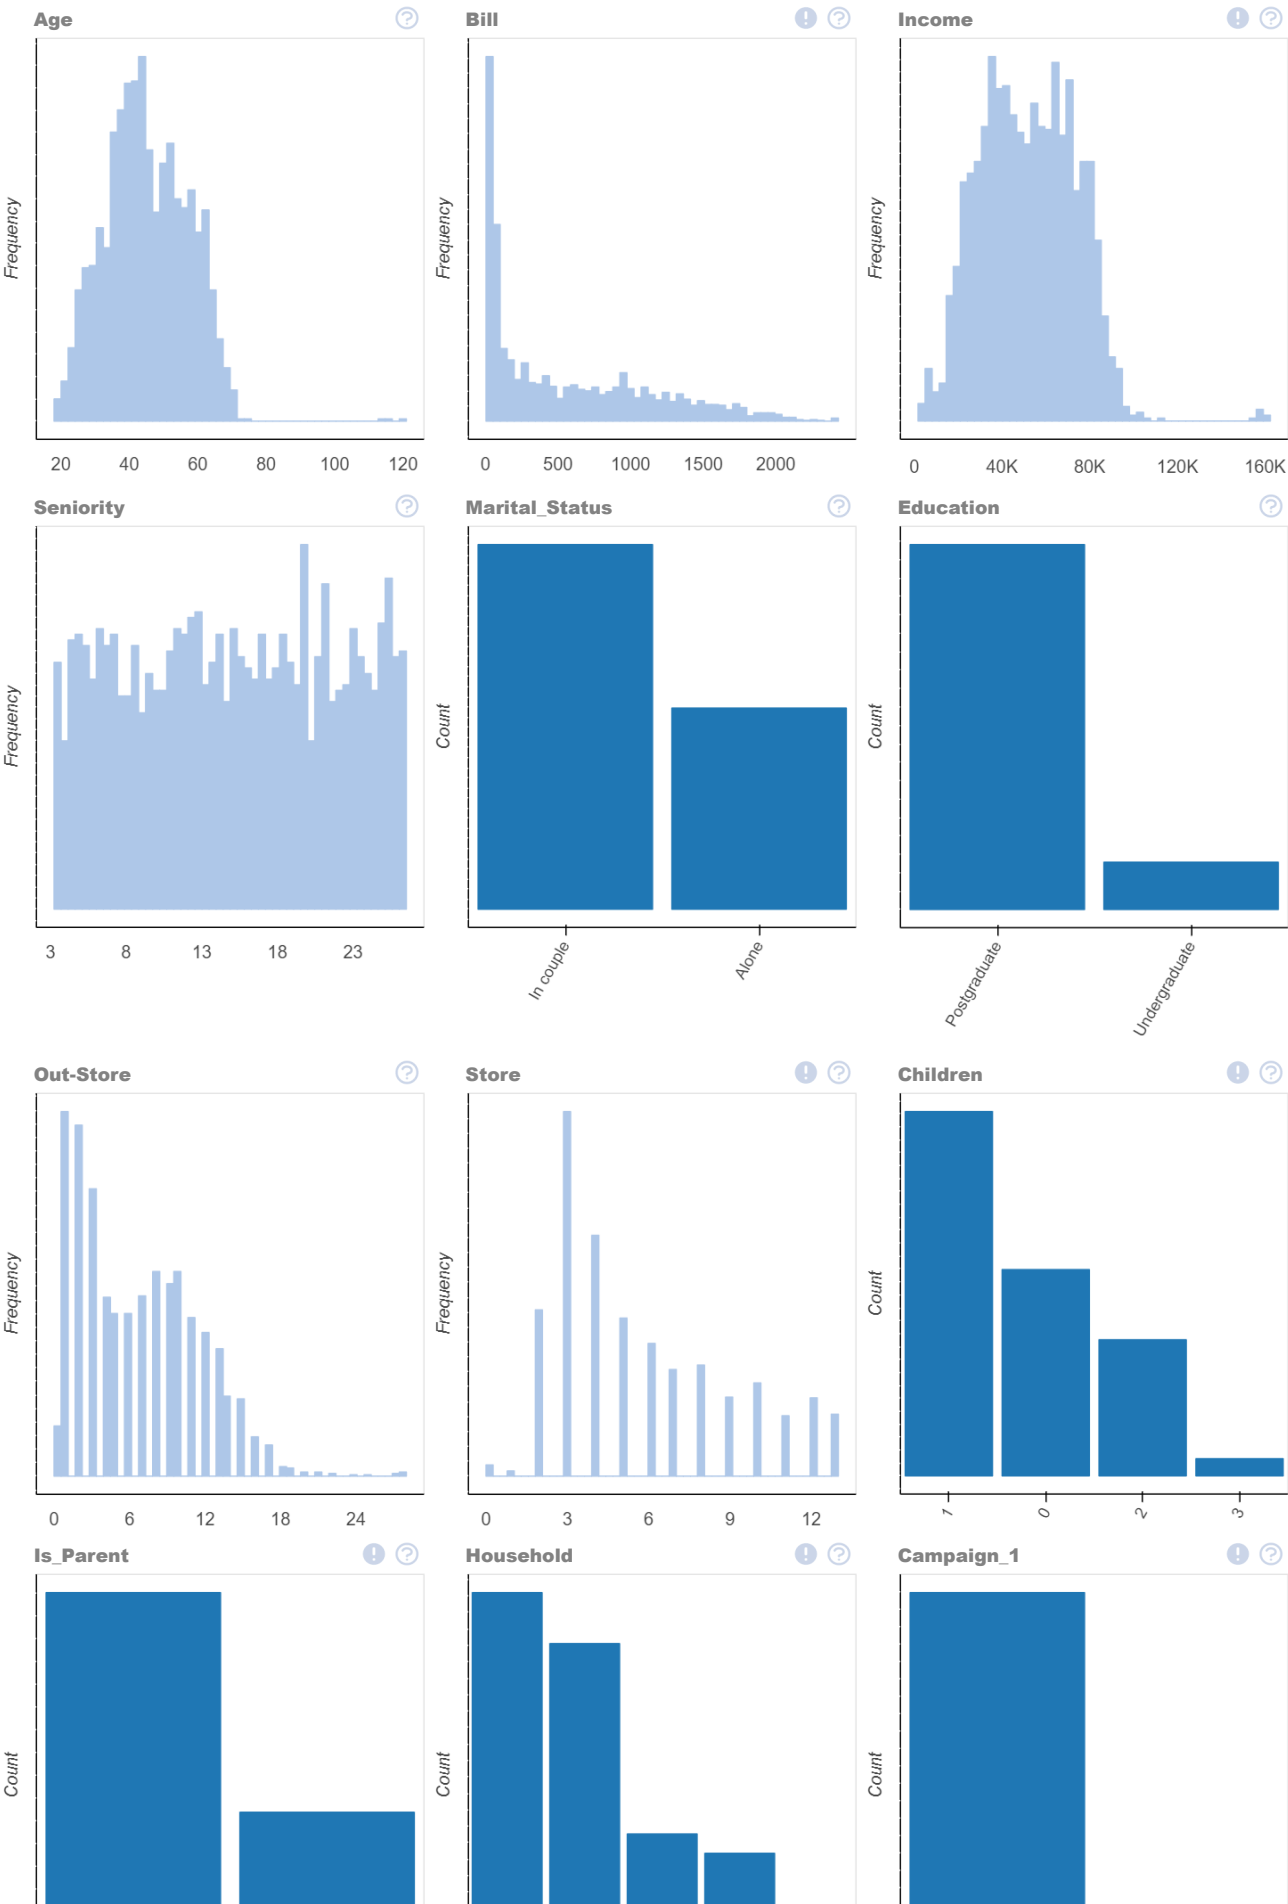 Age
Bill
Income
Frequency
Frequency
Frequency
20 40 60 80 100 120
0 500 1000 1500 2000
0 40K 80K 120K 160K
Seniority
Marital_Status
Education
Frequency
Count
Count
3 8 13 18 23
In couple
Alone
Postgraduate
Undergraduate
Out-Store
Store
Children
Frequency
Frequency
Count
0 6 12 18 24
0 3 6 9 12
1 0 2 3
Is_Parent
Household
Campaign_1
Count
Count
Count